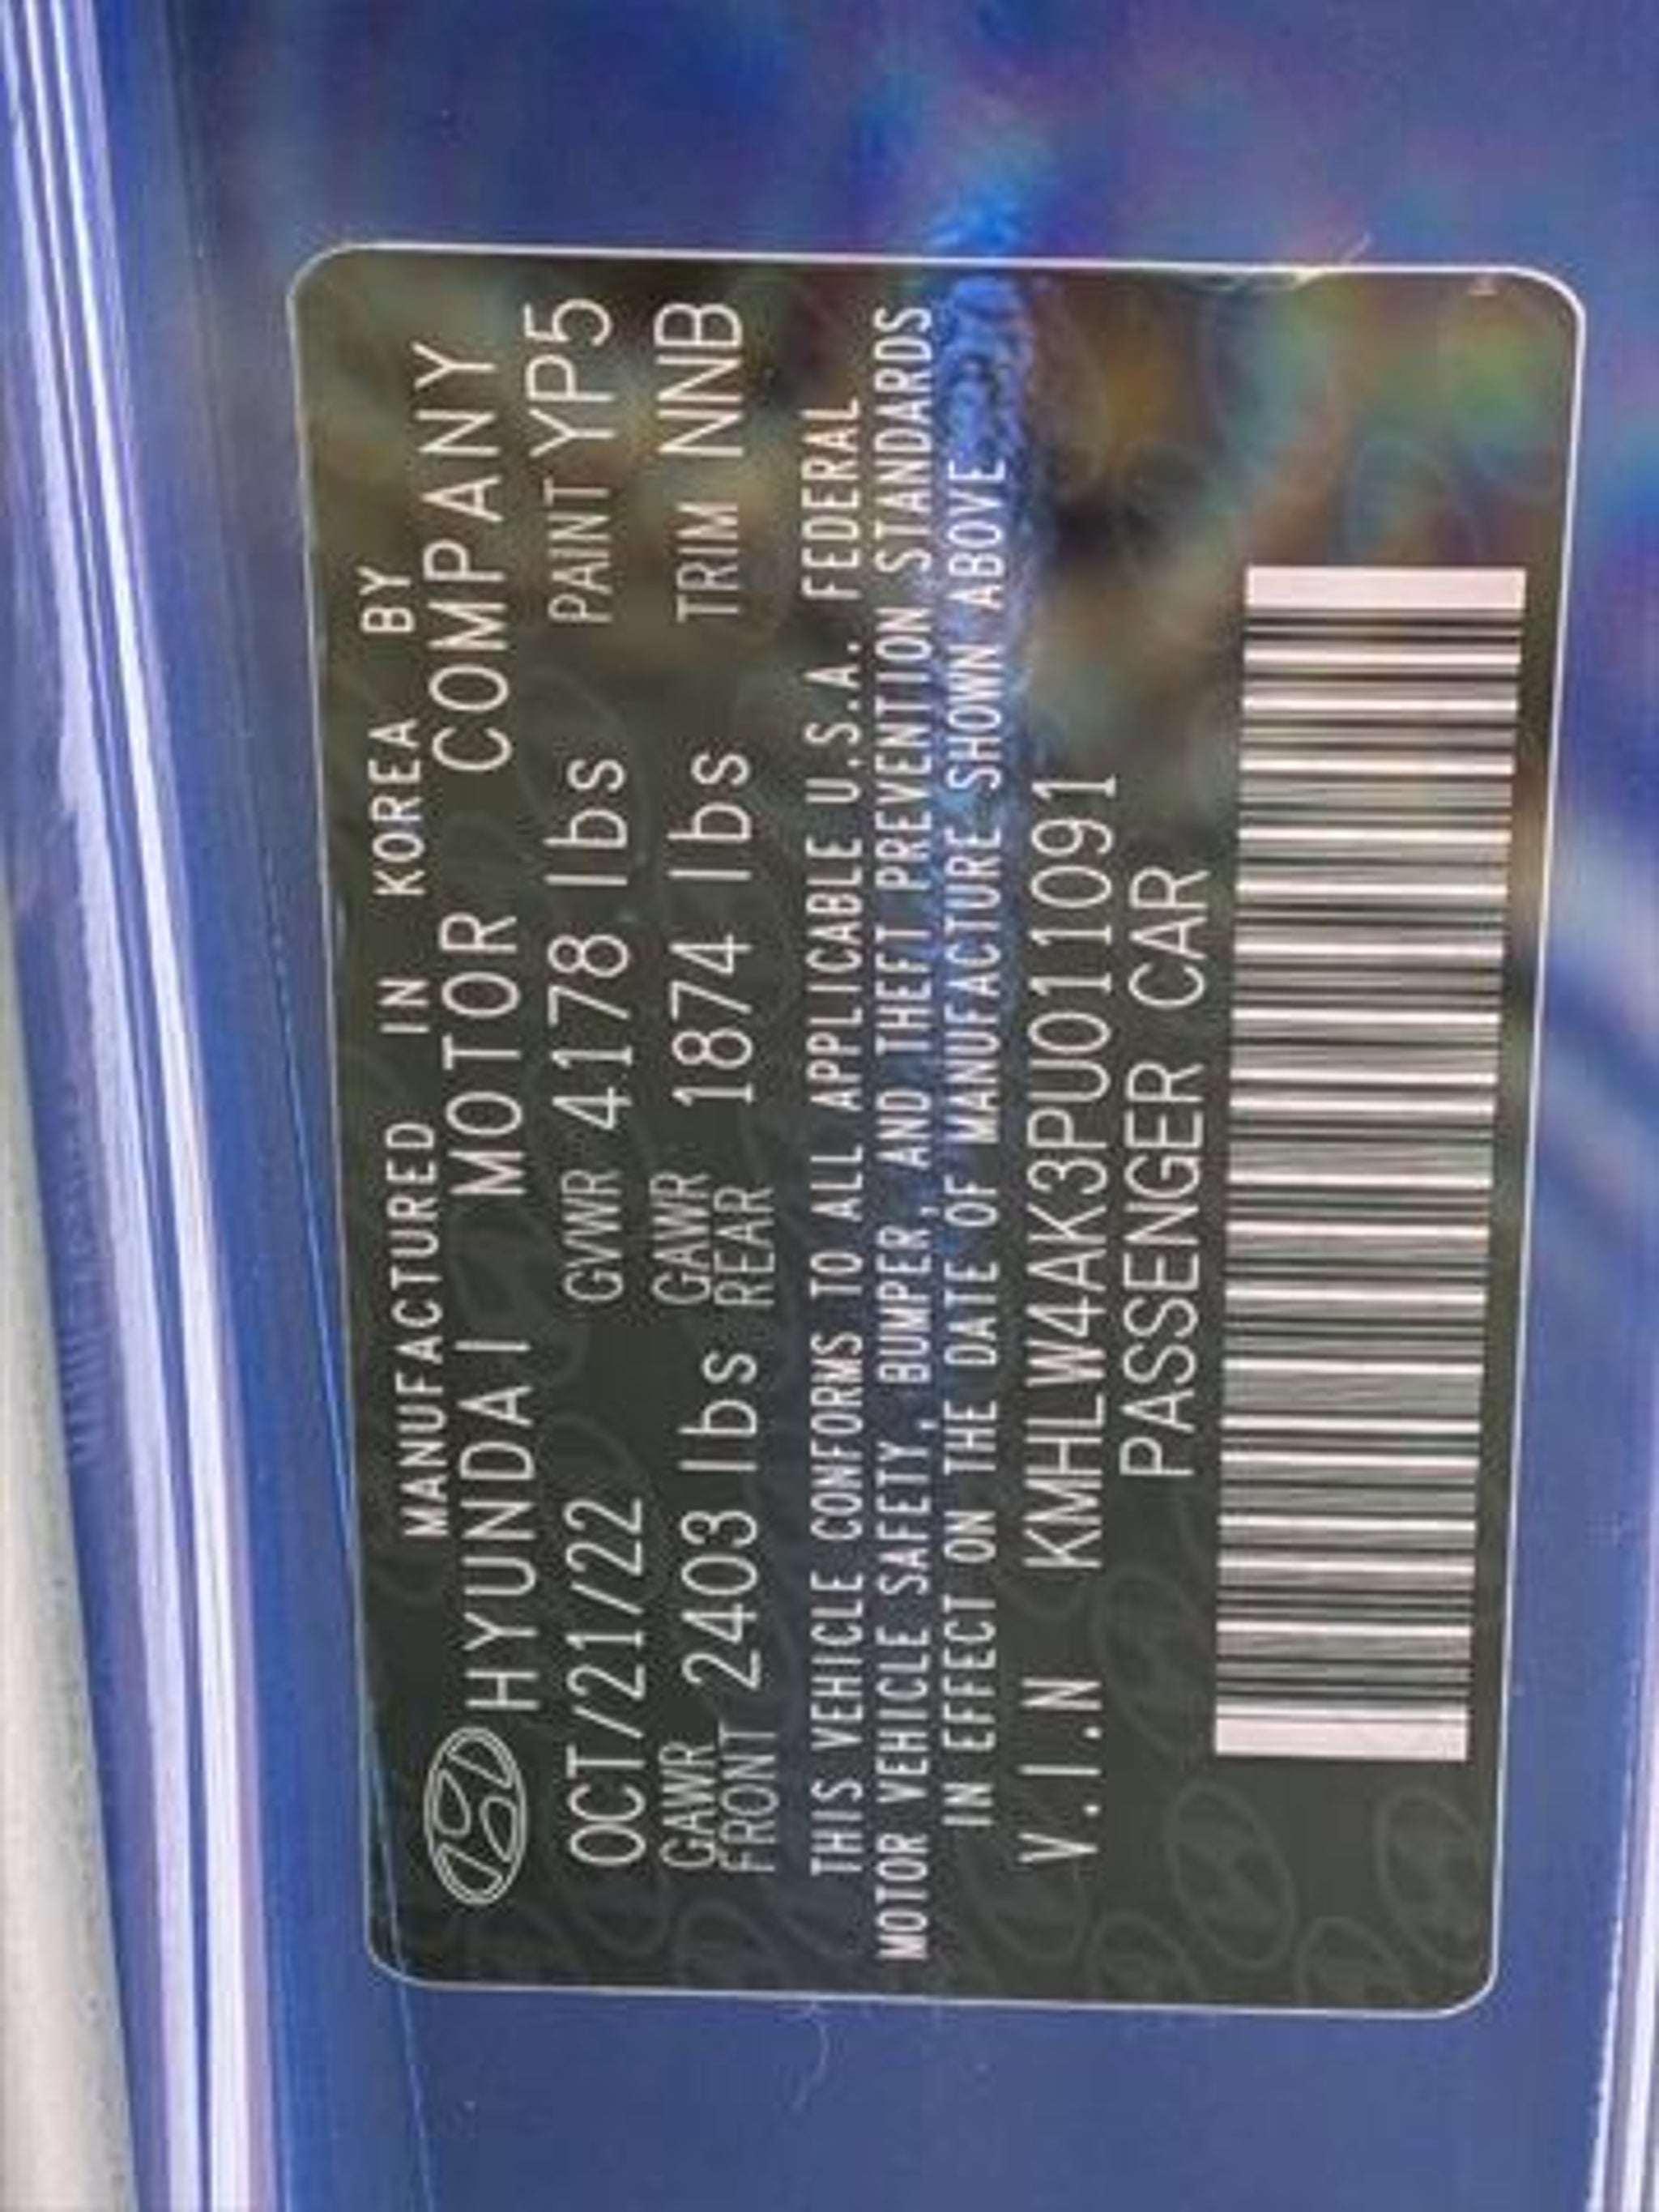 MANUFACTURED IN KOREA BY
HYUNDAI MOTOR COMPANY
OCT/21/22 GVWR 4178 lbs PAINT YP5
GAWR FRONT 2403 lbs GAWR REAR 1874 lbs TRIM NNB
THIS VEHICLE CONFORMS TO ALL APPLICABLE U.S.A. FEDERAL
MOTOR VEHICLE SAFETY, BUMPER, AND THEFT PREVENTION STANDARDS
IN EFFECT ON THE DATE OF MANUFACTURE SHOWN ABOVE
V.I.N KMHLW4AK3PU011091
PASSENGER CAR